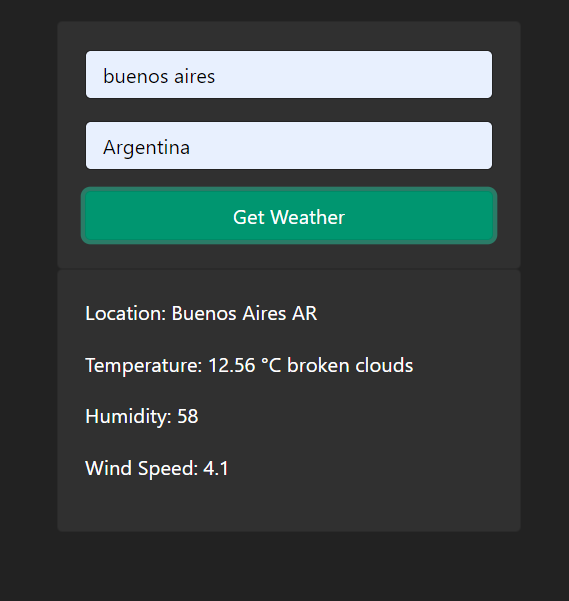 buenos aires
Argentina
Get Weather
Location: Buenos Aires AR
Temperature: 12.56 °C broken clouds
Humidity: 58
Wind Speed: 4.1